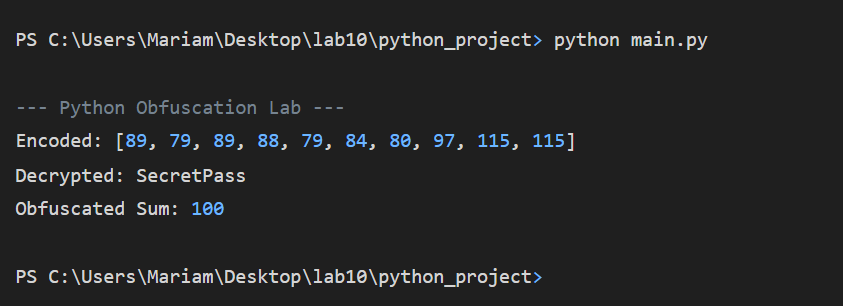 PS C:\Users\Mariam\Desktop\lab10\python_project> python main.py
--- Python Obfuscation Lab ---
Encoded: [89, 79, 89, 88, 79, 84, 80, 97, 115, 115]
Decrypted: SecretPass
Obfuscated Sum: 100
PS C:\Users\Mariam\Desktop\lab10\python_project>